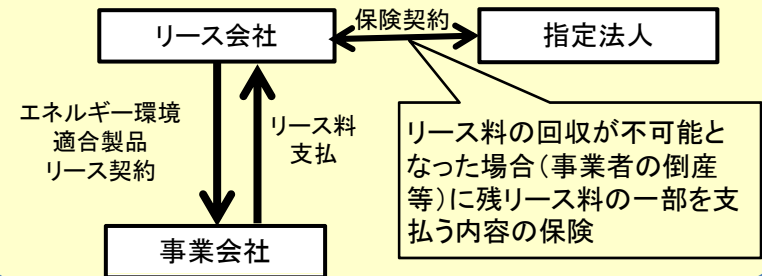 保険契約
リース会社
指定法人
エネルギー環境
適合製品
リース契約
リース料
支払
リース料の回収が不可能と
なった場合(事業者の倒産
等)に残リース料の一部を支
払う内容の保険
事業会社